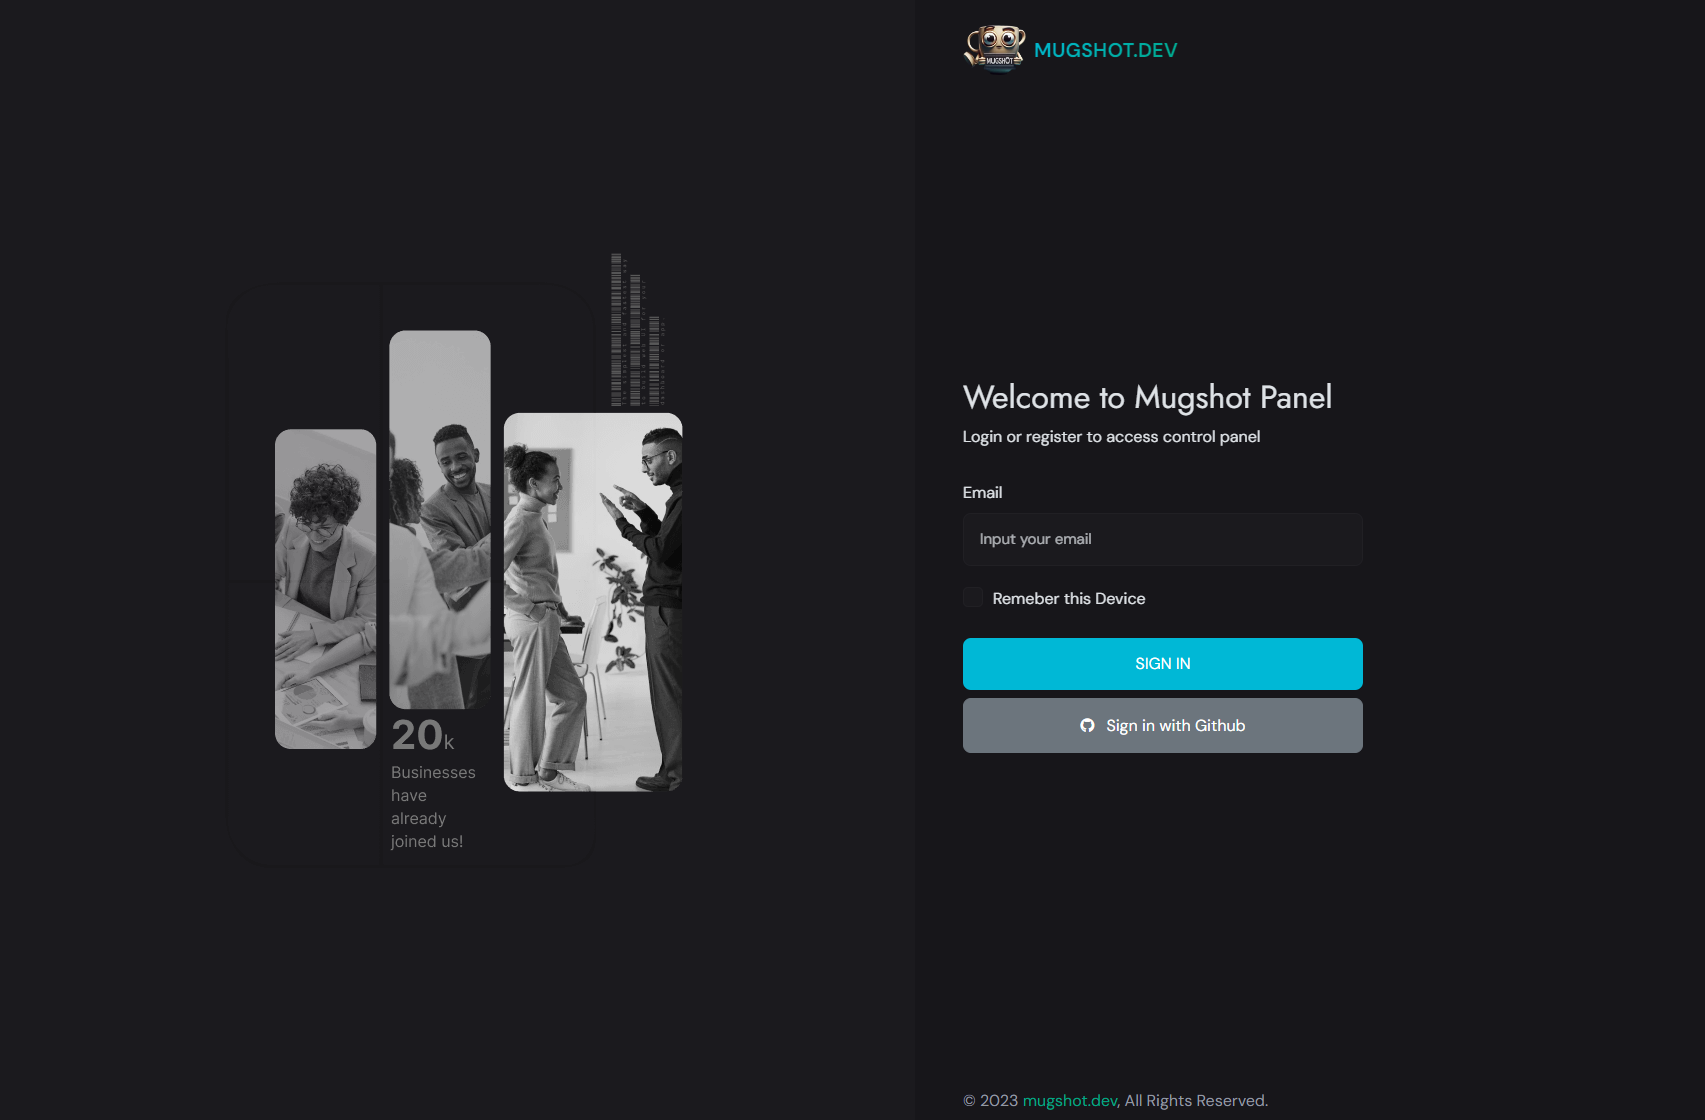 MUGSHOT
MUGSHOT.DEV
20k
Businesses
have
already
joined us!
Welcome to Mugshot Panel
Login or register to access control panel
Email
Input your email
Remeber this Device
SIGN IN
Sign in with Github
© 2023 mugshot.dev, All Rights Reserved.